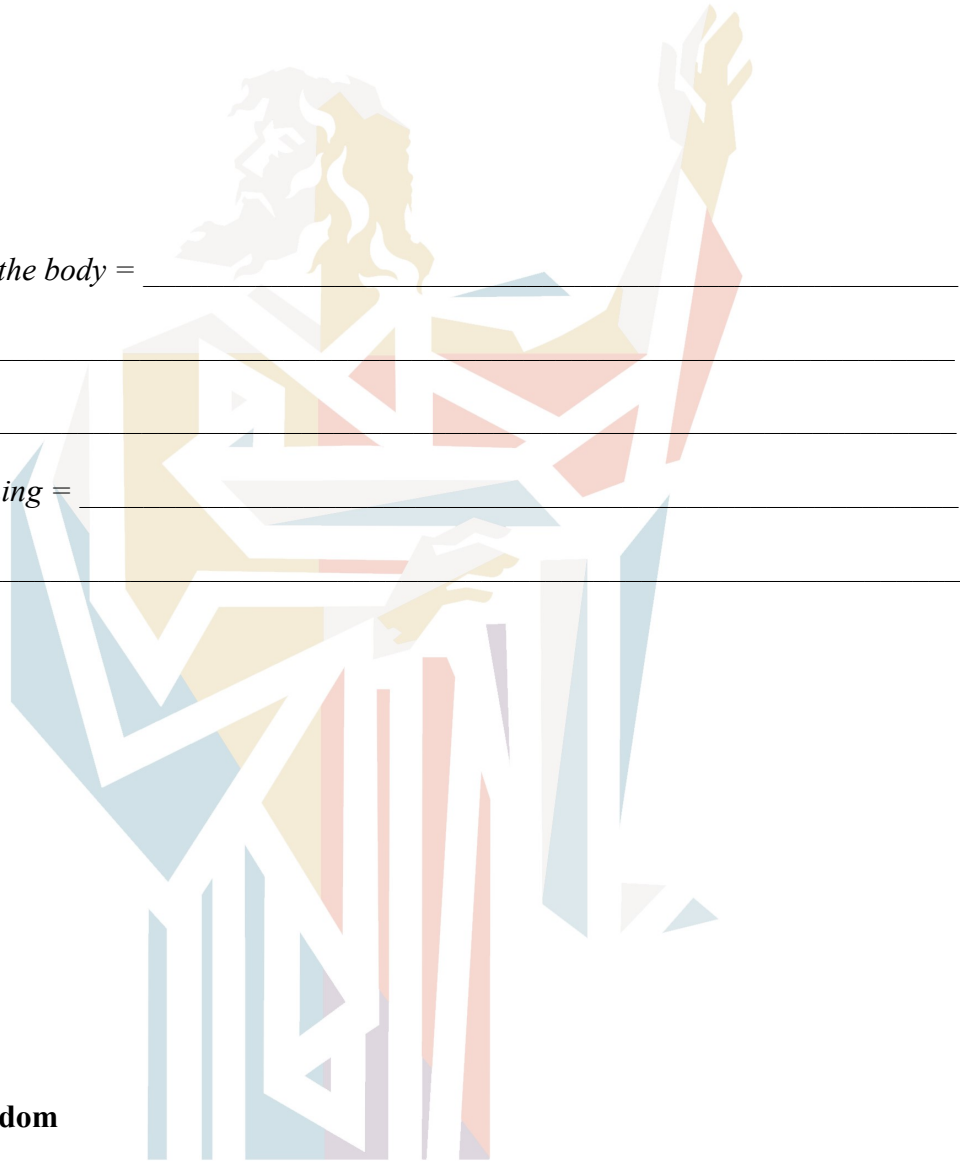 the body =
ing =
dom